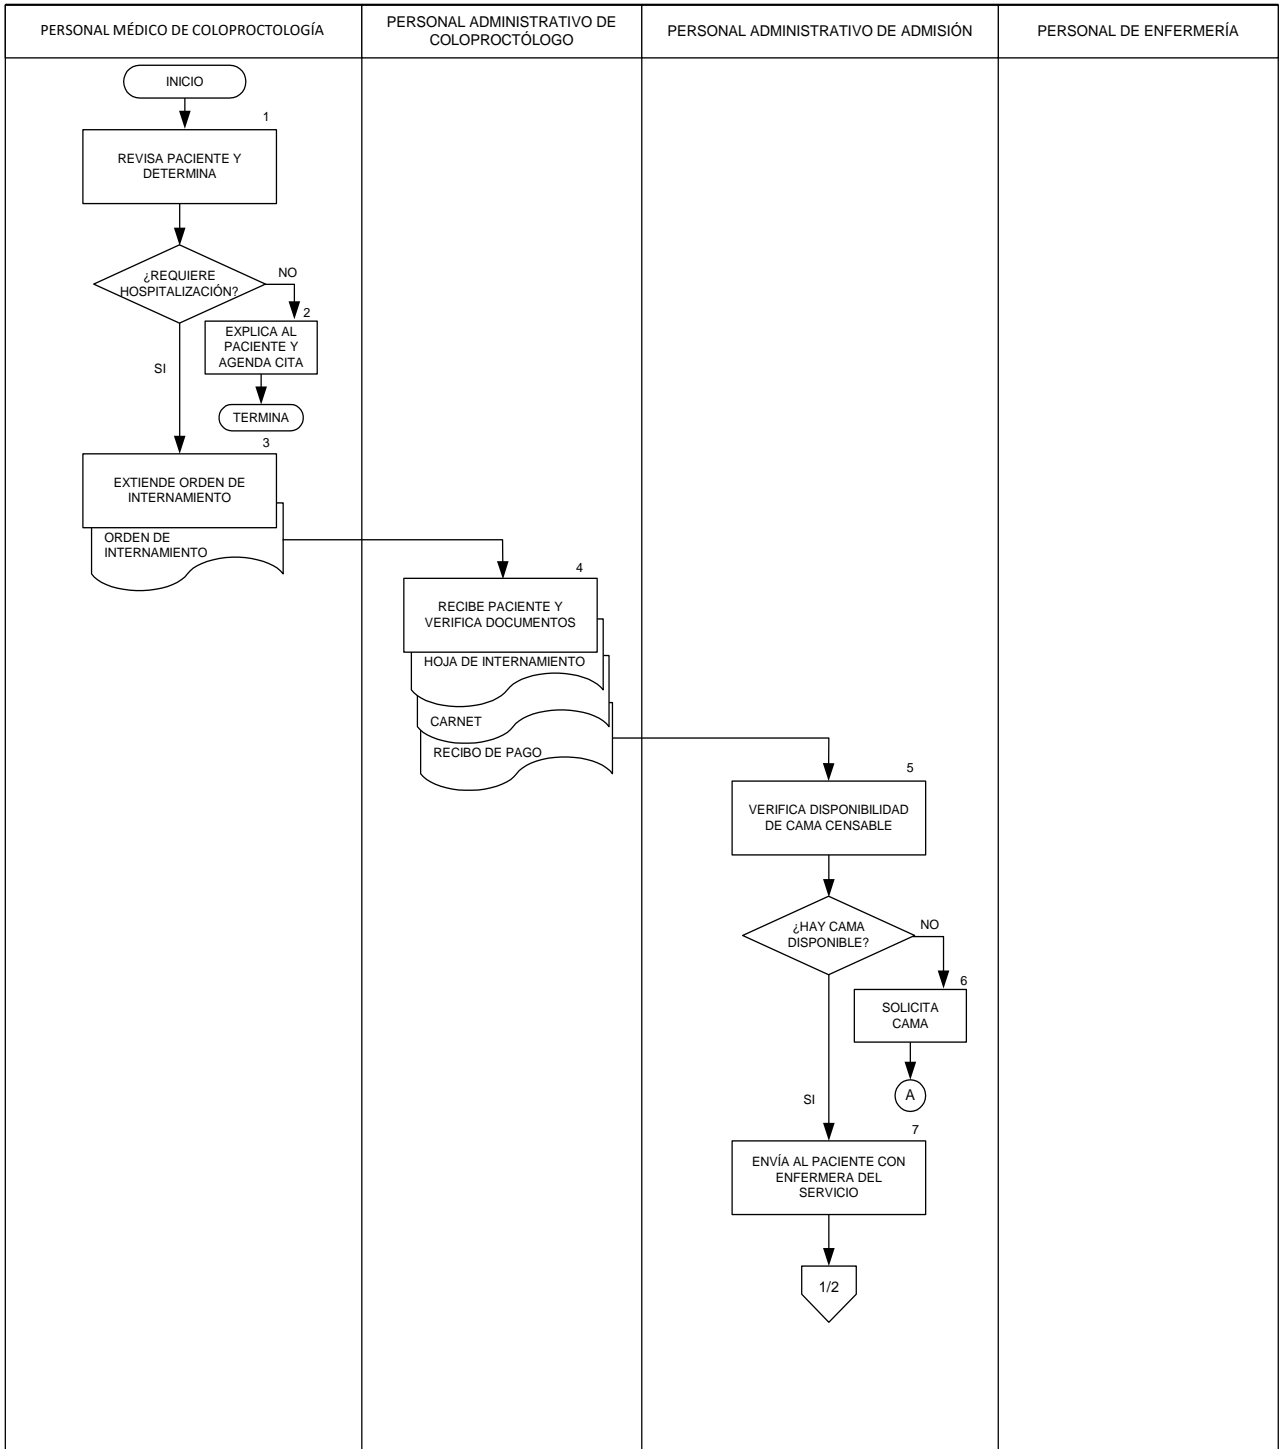 PERSONAL MÉDICO DE COLOPROCTOLOGÍA
PERSONAL ADMINISTRATIVO DE
COLOPROCTÓLOGO
PERSONAL ADMINISTRATIVO DE ADMISIÓN
PERSONAL DE ENFERMERÍA
INICIO
1
REVISA PACIENTE Y
DETERMINA
¿REQUIERE
HOSPITALIZACIÓN?
NO
2
EXPLICA AL
PACIENTE Y
AGENDA CITA
SI
TERMINA
3
EXTIENDE ORDEN DE
INTERNAMIENTO
ORDEN DE
INTERNAMIENTO
4
RECIBE PACIENTE Y
VERIFICA DOCUMENTOS
HOJA DE INTERNAMIENTO
CARNET
RECIBO DE PAGO
5
VERIFICA DISPONIBILIDAD
DE CAMA CENSABLE
¿HAY CAMA
DISPONIBLE?
NO
6
SOLICITA
CAMA
A
SI
7
ENVÍA AL PACIENTE CON
ENFERMERA DEL
SERVICIO
1/2